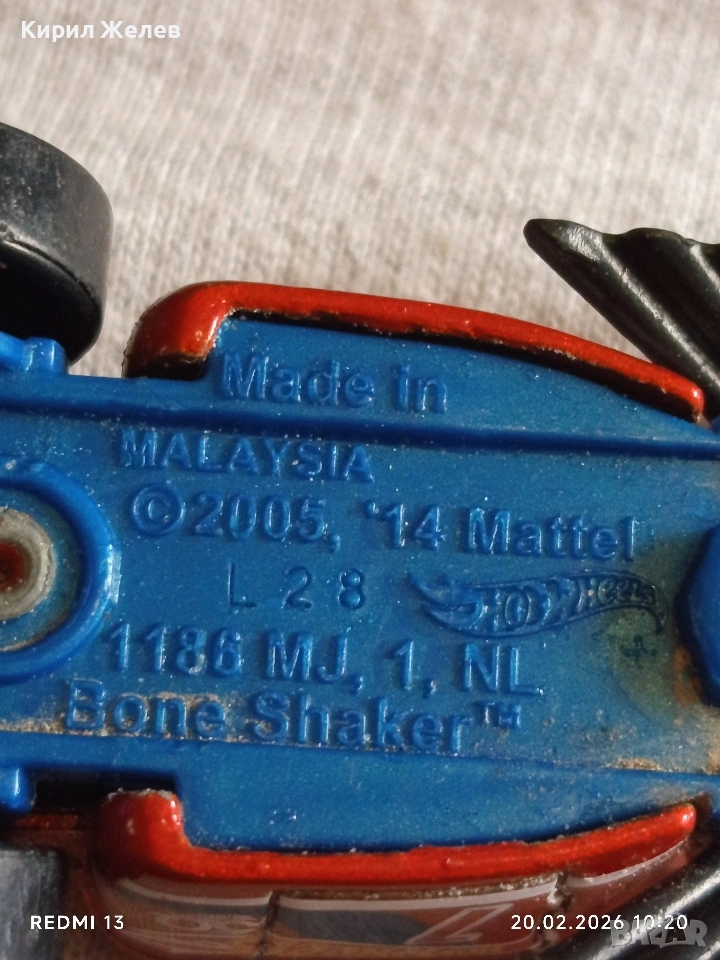 Кирил Желев
Made in
MALAYSIA
©2005, '14 Mattel
L 2 8
HOT WHEELS
1186 MJ, 1, NL
Bone Shaker™
REDMI 13
20.02.2026 10:20
BAZAR